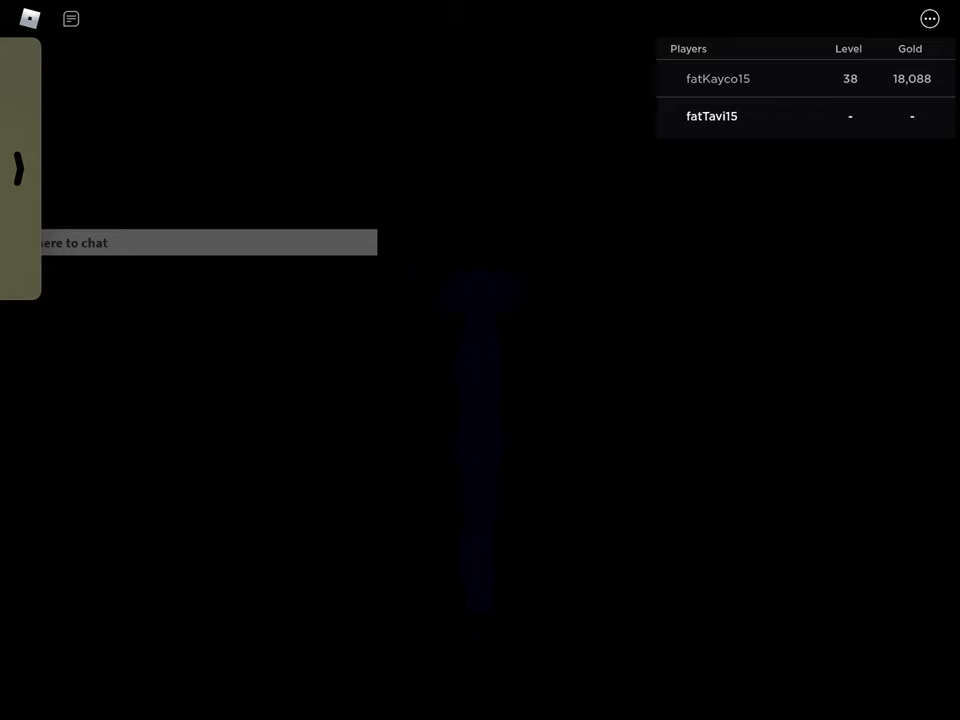 Players Level Gold
fatKayco15 38 18,088
fatTavi15 - -
here to chat